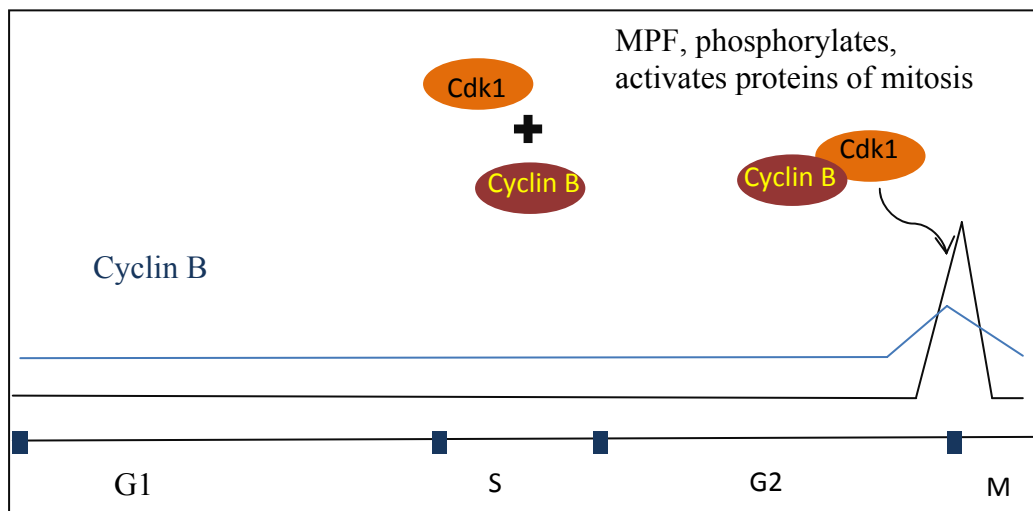 MPF, phosphorylates,
activates proteins of mitosis
Cdk1
Cyclin B
Cdk1
Cyclin B
Cyclin B
G1 S G2 M